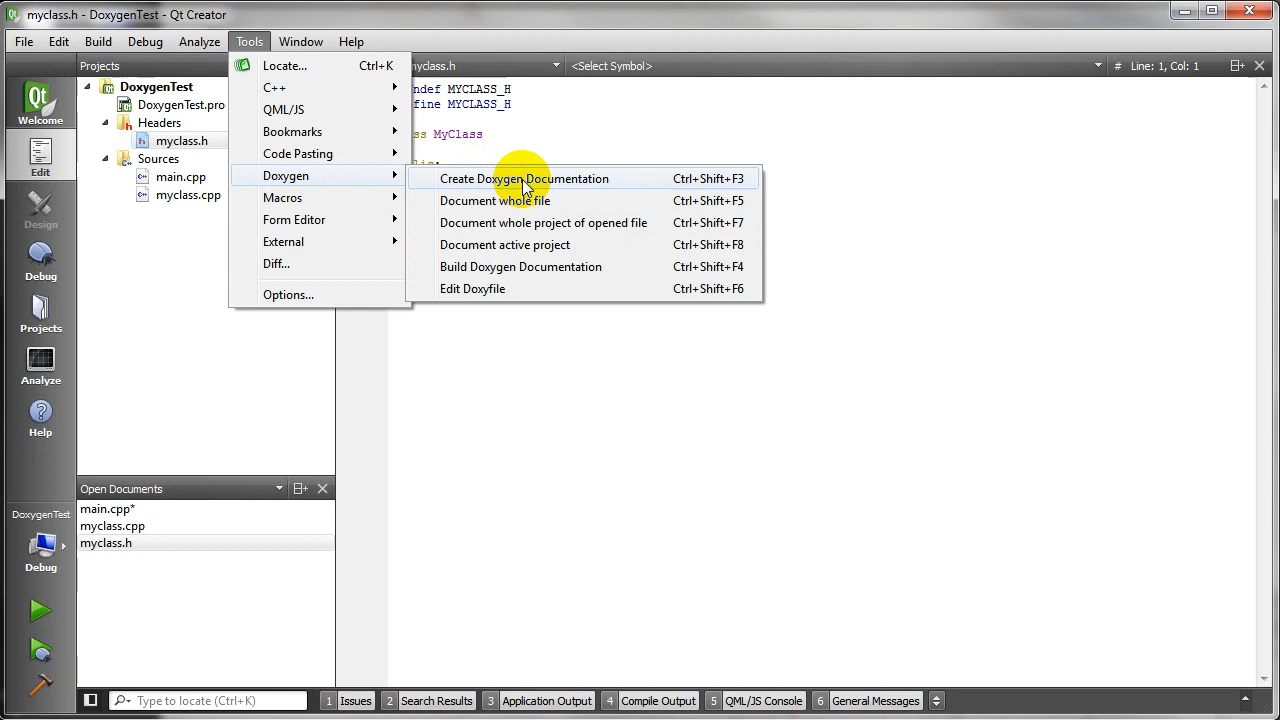 myclass.h - DoxygenTest - Qt Creator
File Edit Build Debug Analyze Tools Window Help
Projects
myclass.h
<Select Symbol>
# Line: 1, Col: 1
Welcome
Edit
Design
Debug
Projects
Analyze
Help
DoxygenTest
Debug
DoxygenTest
DoxygenTest.pro
Headers
myclass.h
Sources
main.cpp
myclass.cpp
Locate... Ctrl+K
C++
QML/JS
Bookmarks
Code Pasting
Doxygen
Macros
Form Editor
External
Diff...
Options...
Create Doxygen Documentation Ctrl+Shift+F3
Document whole file Ctrl+Shift+F5
Document whole project of opened file Ctrl+Shift+F7
Document active project Ctrl+Shift+F8
Build Doxygen Documentation Ctrl+Shift+F4
Edit Doxyfile Ctrl+Shift+F6
ndef MYCLASS_H
fine MYCLASS_H
ss MyClass
Open Documents
main.cpp*
myclass.cpp
myclass.h
Type to locate (Ctrl+K)
1 Issues 2 Search Results 3 Application Output 4 Compile Output 5 QML/JS Console 6 General Messages